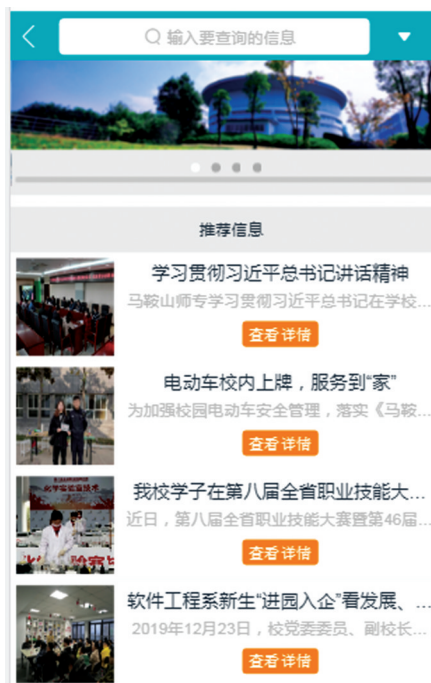 输入要查询的信息
推荐信息
学习贯彻习近平总书记讲话精神
马鞍山师专学习贯彻习近平总书记在学校...
查看详情
电动车校内上牌，服务到“家”
为加强校园电动车安全管理，落实《马鞍...
查看详情
我校学子在第八届全省职业技能大...
近日，第八届全省职业技能大赛暨第46届...
查看详情
化学实验室技术
软件工程系新生“进园入企”看发展、...
2019年12月23日，校党委委员、副校长...
查看详情